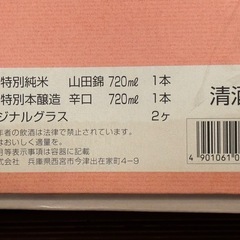 特別純米 山田錦 720㎖ 1本
特別本醸造 辛口 720㎖ 1本
ジナルグラス 2ヶ
清酒
年者の飲酒は法律で禁止されています。
おいしく適量を。
月等表示事項は容器に記載
式会社 兵庫県西宮市今津出在家町4−9
4 901061 0